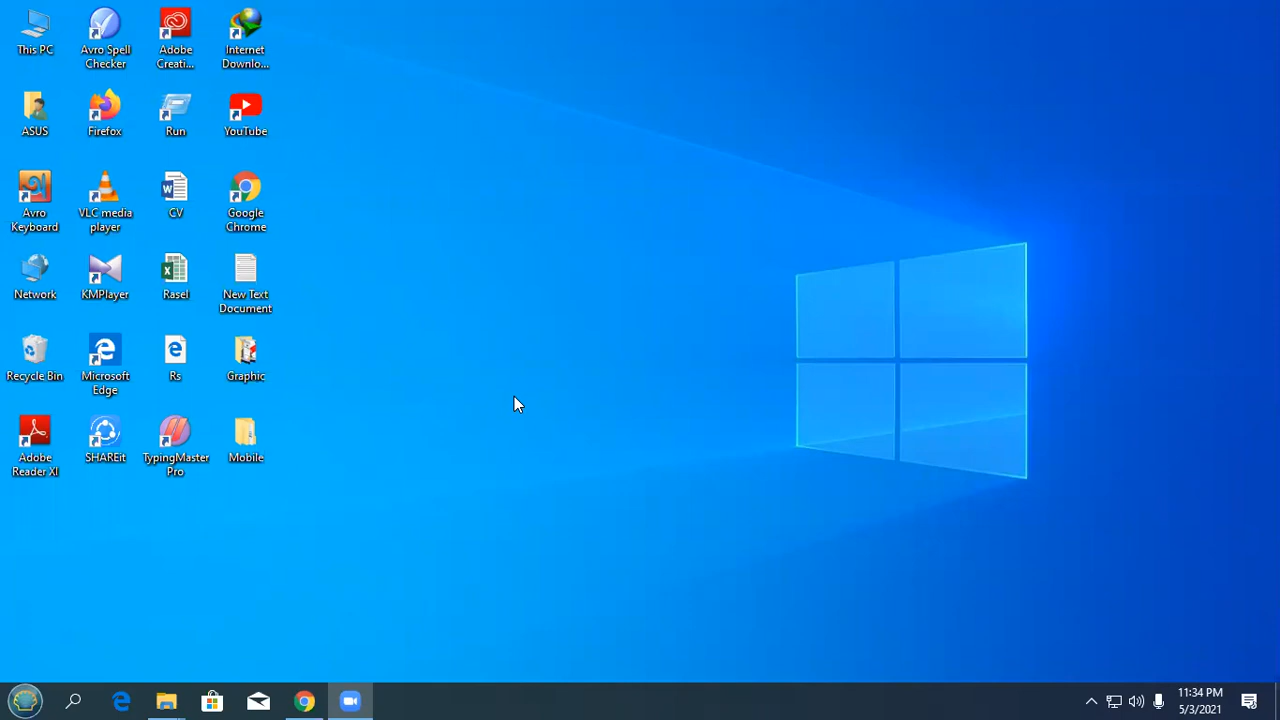 This PC
Avro Spell
Checker
Adobe
Creati...
Internet
Downlo...
ASUS
Firefox
Run
YouTube
Avro
Keyboard
VLC media
player
CV
Google
Chrome
Network
KMPlayer
Rasel
New Text
Document
Recycle Bin
Microsoft
Edge
Rs
Graphic
Adobe
Reader XI
SHAREit
TypingMaster
Pro
Mobile
11:34 PM
5/3/2021